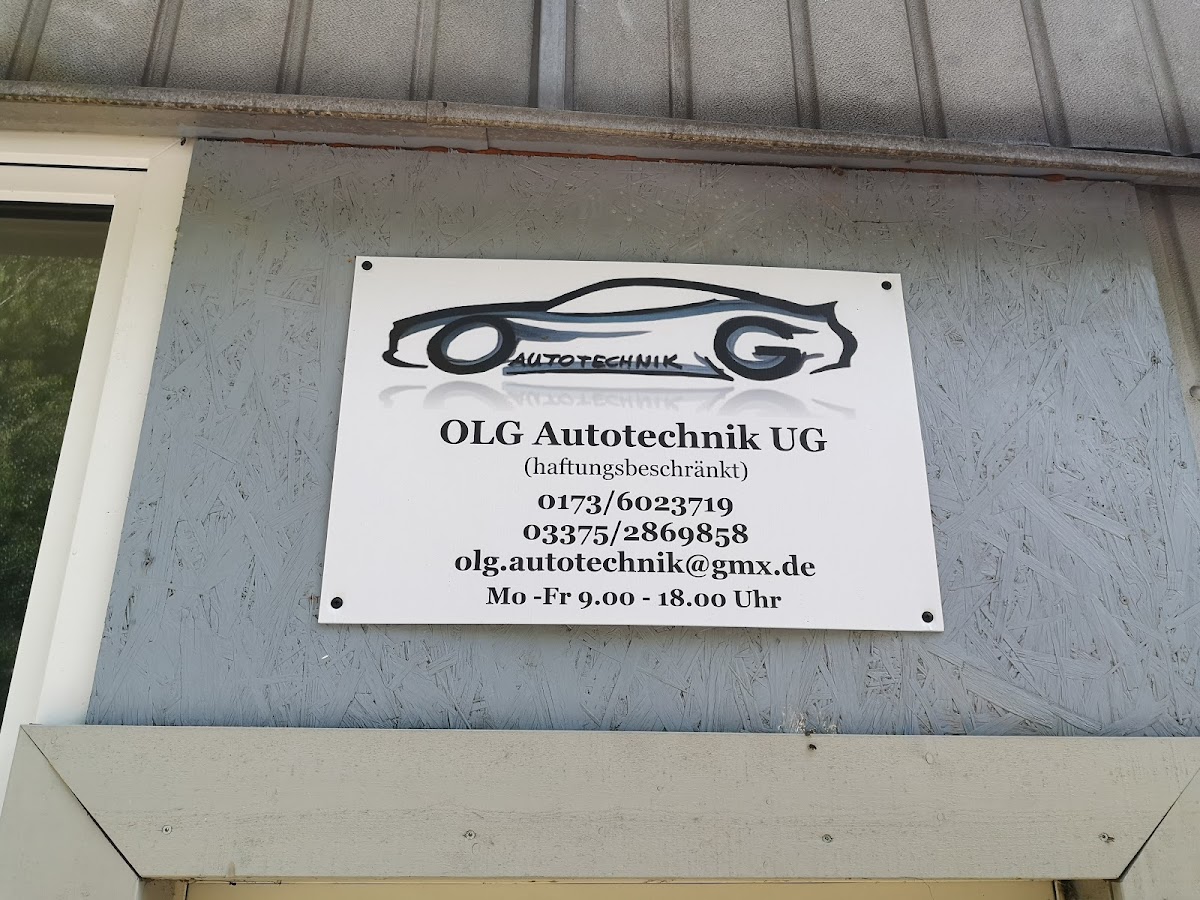 O AUTOTECHNIK G
OLG Autotechnik UG
(haftungsbeschränkt)
0173/6023719
03375/2869858
olg.autotechnik@gmx.de
Mo -Fr 9.00 - 18.00 Uhr